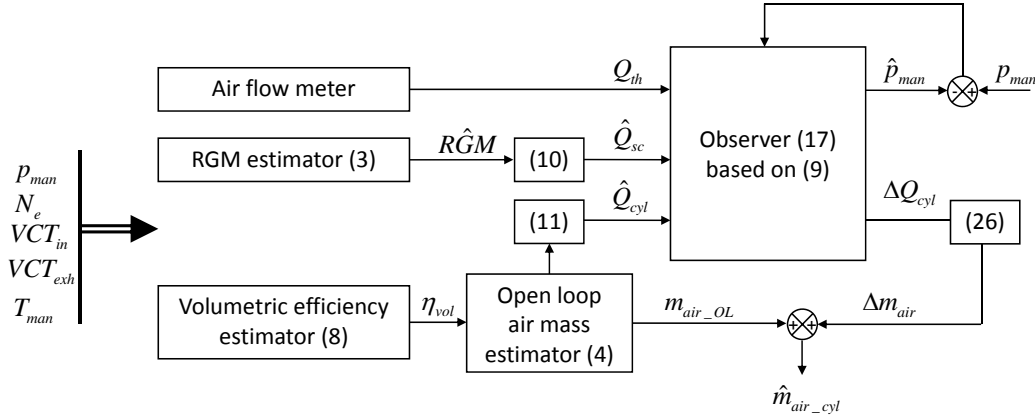 p_man
N_e
VCT_in
VCT_exh
T_man
Air flow meter
Q_th
RGM estimator (3)
RĜM
(10)
Q̂_sc
(11)
Q̂_cyl
Volumetric efficiency
estimator (8)
η_vol
Open loop
air mass
estimator (4)
m_air_OL
Observer (17)
based on (9)
p̂_man
- +
p_man
ΔQ_cyl
(26)
Δm_air
+ +
m̂_air_cyl